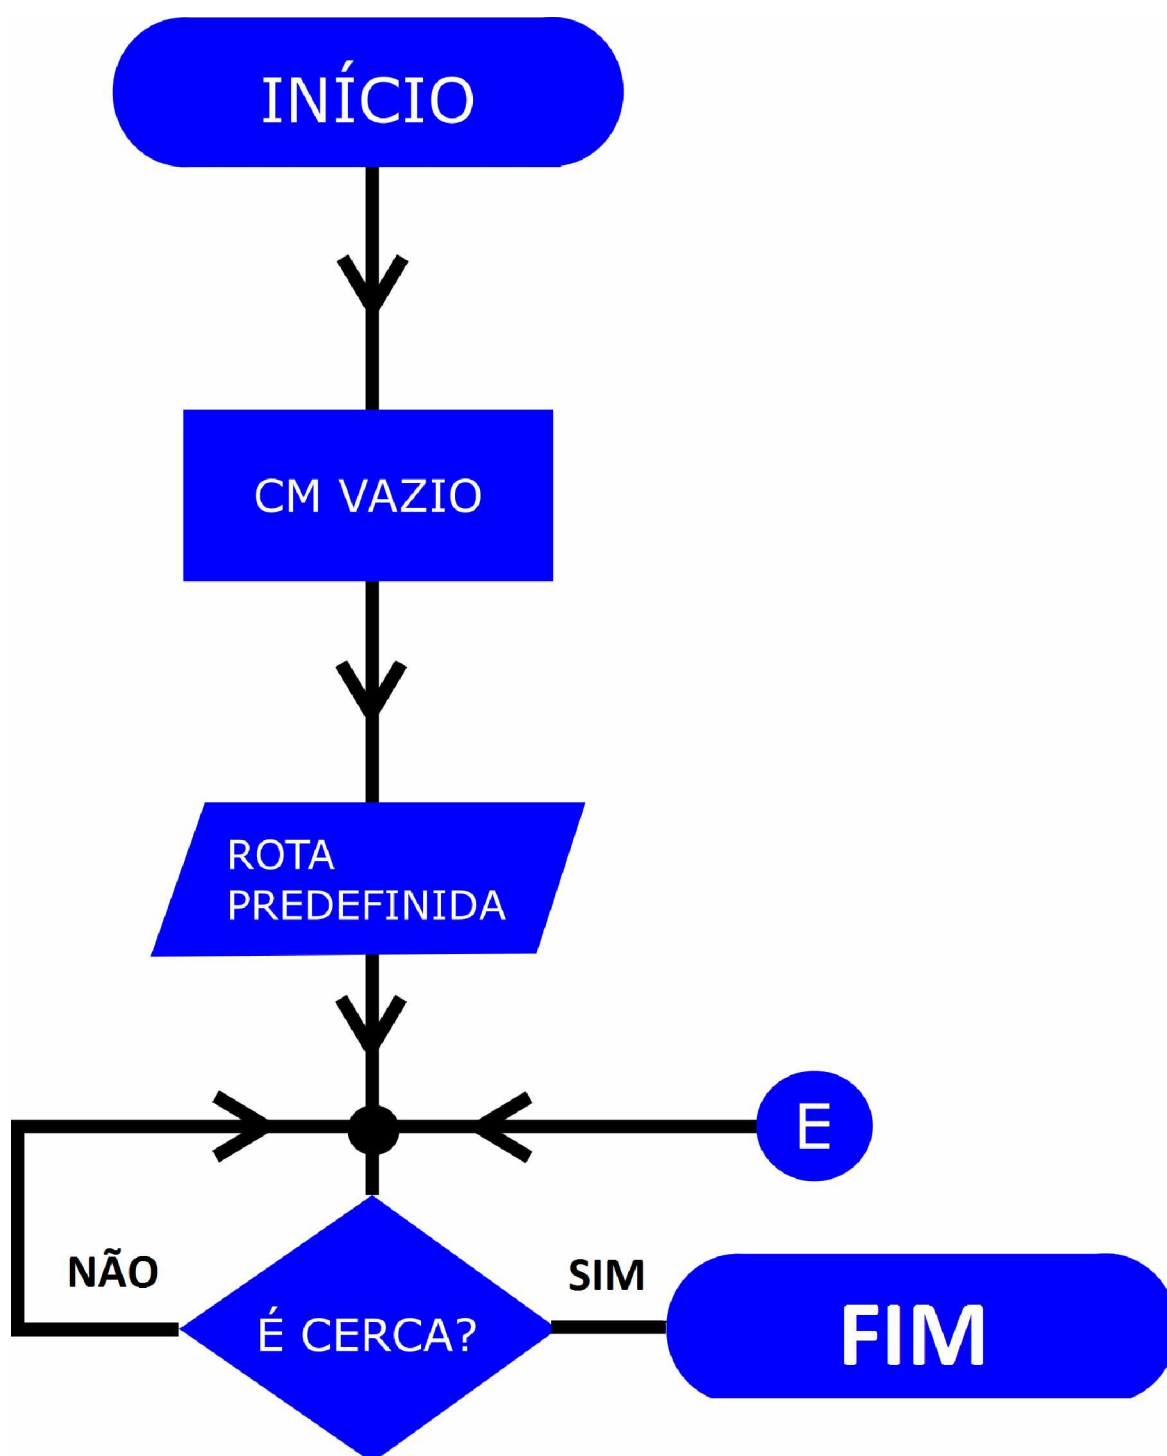 INÍCIO
CM VAZIO
ROTA
PREDEFINIDA
E
NÃO
SIM
É CERCA?
FIM